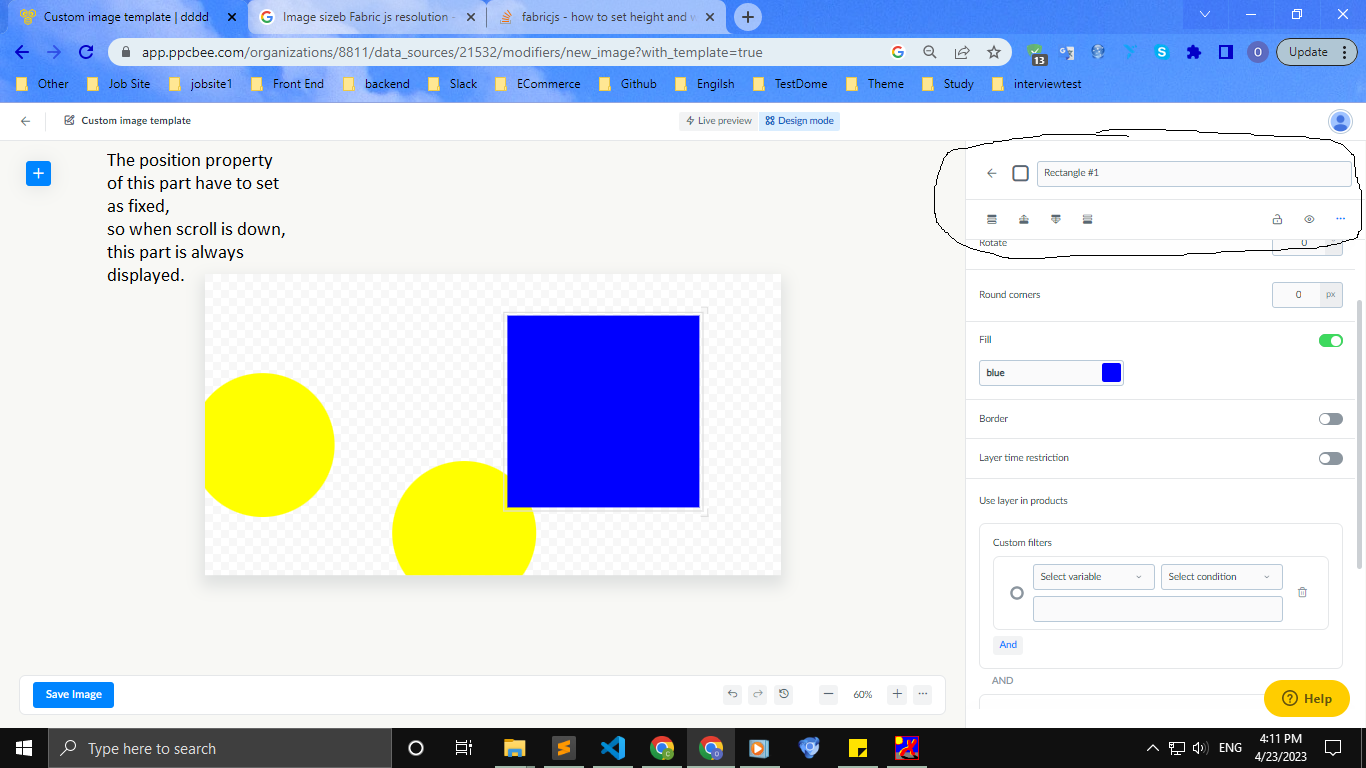 Custom image template | dddd
Image sizeb Fabric js resolution -
fabricjs - how to set height and w
app.ppcbee.com/organizations/8811/data_sources/21532/modifiers/new_image?with_template=true
13
S
O
Update
Other
Job Site
jobsite1
Front End
backend
Slack
ECommerce
Github
Engilsh
TestDome
Theme
Study
interviewtest
Custom image template
Live preview
Design mode
The position property
of this part have to set
as fixed,
so when scroll is down,
this part is always
displayed.
Rectangle #1
Rotate
0
Round corners
0
px
Fill
blue
Border
Layer time restriction
Use layer in products
Custom filters
Select variable
Select condition
And
AND
Save Image
60%
Help
Type here to search
ENG
4:11 PM
4/23/2023